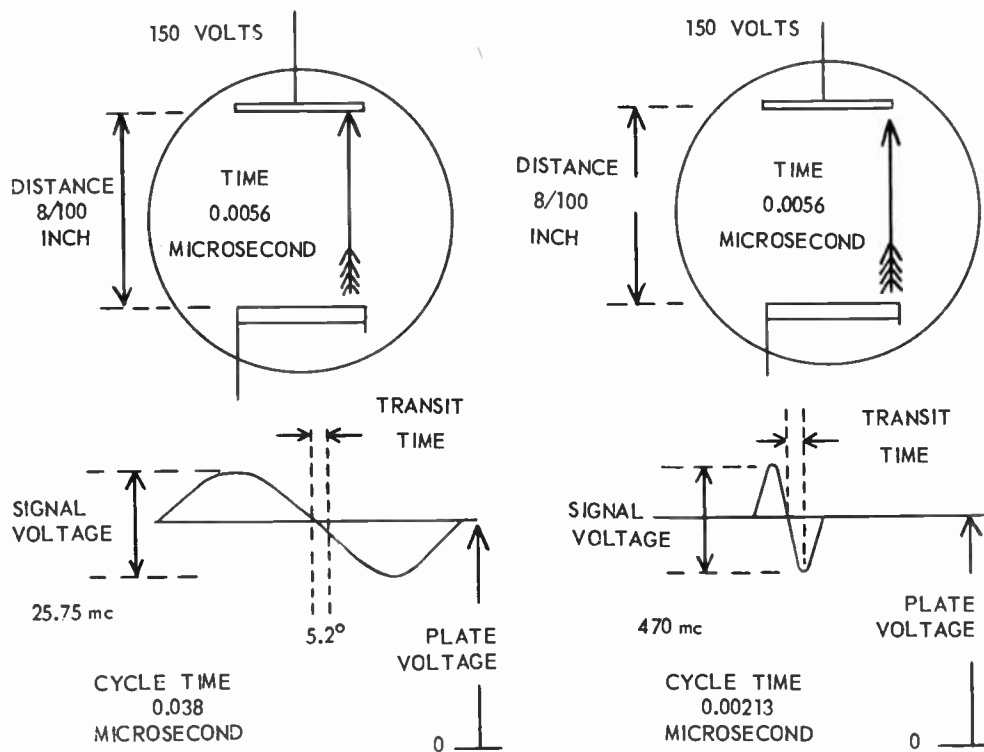 150 VOLTS
DISTANCE
8/100
INCH
TIME
0.0056
MICROSECOND
TRANSIT
TIME
SIGNAL
VOLTAGE
25.75 mc
5.2°
PLATE
VOLTAGE
CYCLE TIME
0.038
MICROSECOND
0
150 VOLTS
DISTANCE
8/100
INCH
TIME
0.0056
MICROSECOND
TRANSIT
TIME
SIGNAL
VOLTAGE
470 mc
PLATE
VOLTAGE
CYCLE TIME
0.00213
MICROSECOND
0